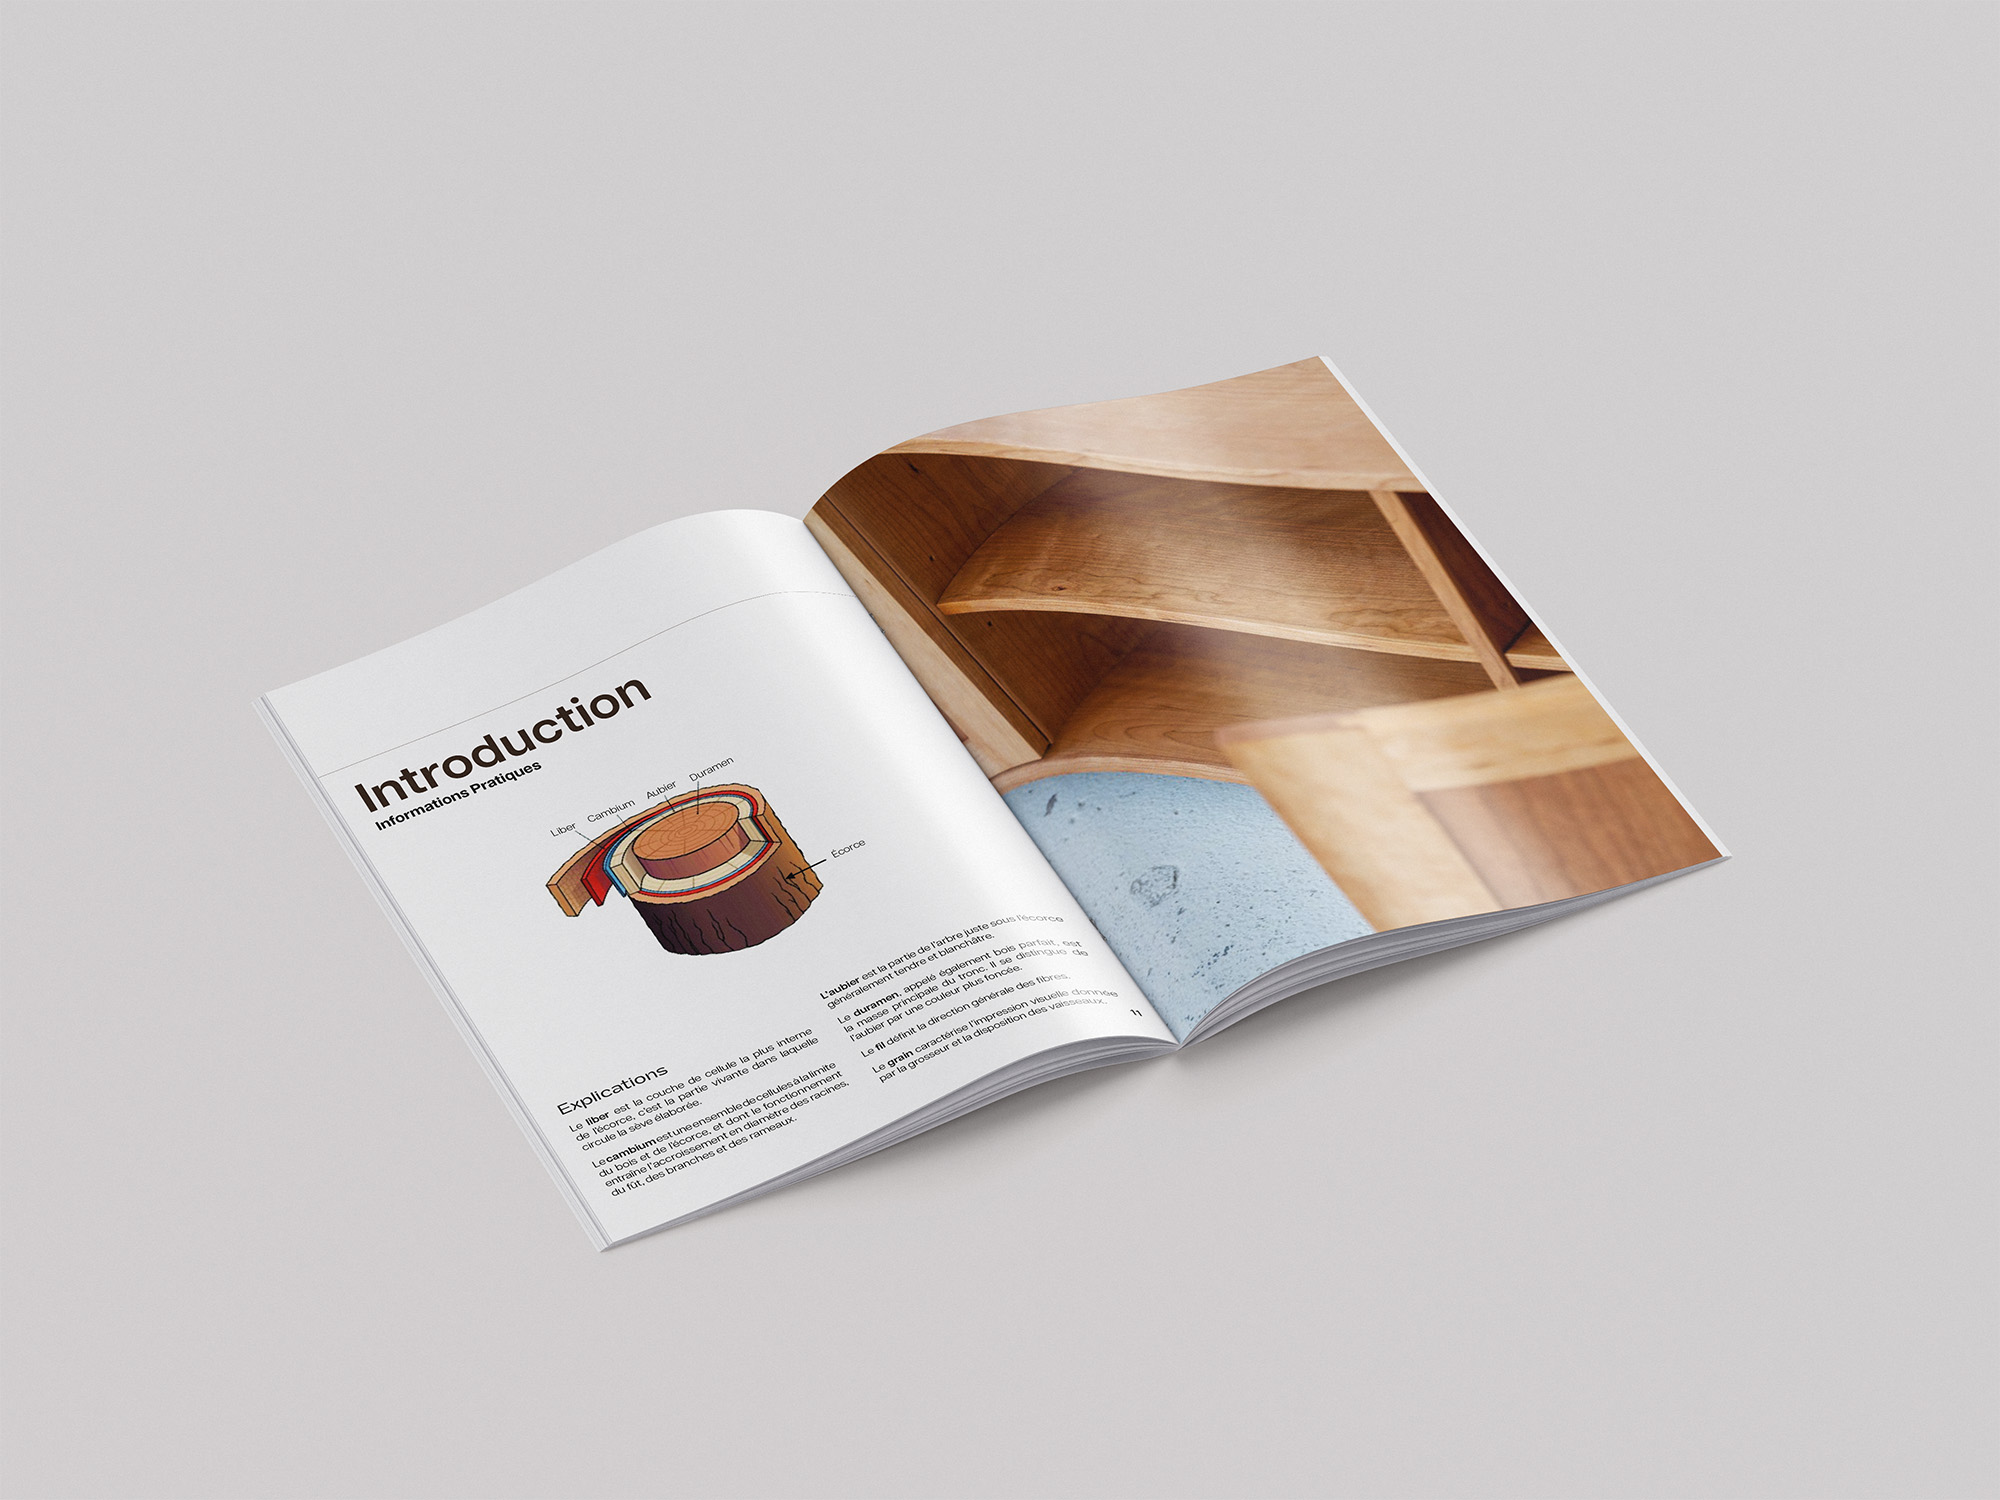 Introduction
Informations Pratiques
Liber
Cambium
Aubier
Duramen
Écorce
Explications
Le liber est la couche de cellule la plus interne
de l'écorce, c'est la partie vivante dans laquelle
circule la sève élaborée.
Le cambium est une ensemble de cellules à la limite
du bois et de l'écorce, et dont le fonctionnement
entraîne l'accroissement en diamètre des racines,
du fût, des branches et des rameaux.
L'aubier est la partie de l'arbre juste sous l'écorce
généralement tendre et blanchâtre.
Le duramen, appelé également bois parfait, est
la masse principale du tronc. Il se distingue de
l'aubier par une couleur plus foncée.
Le fil définit la direction générale des fibres.
Le grain caractérise l'impression visuelle donnée
par la grosseur et la disposition des vaisseaux.
11